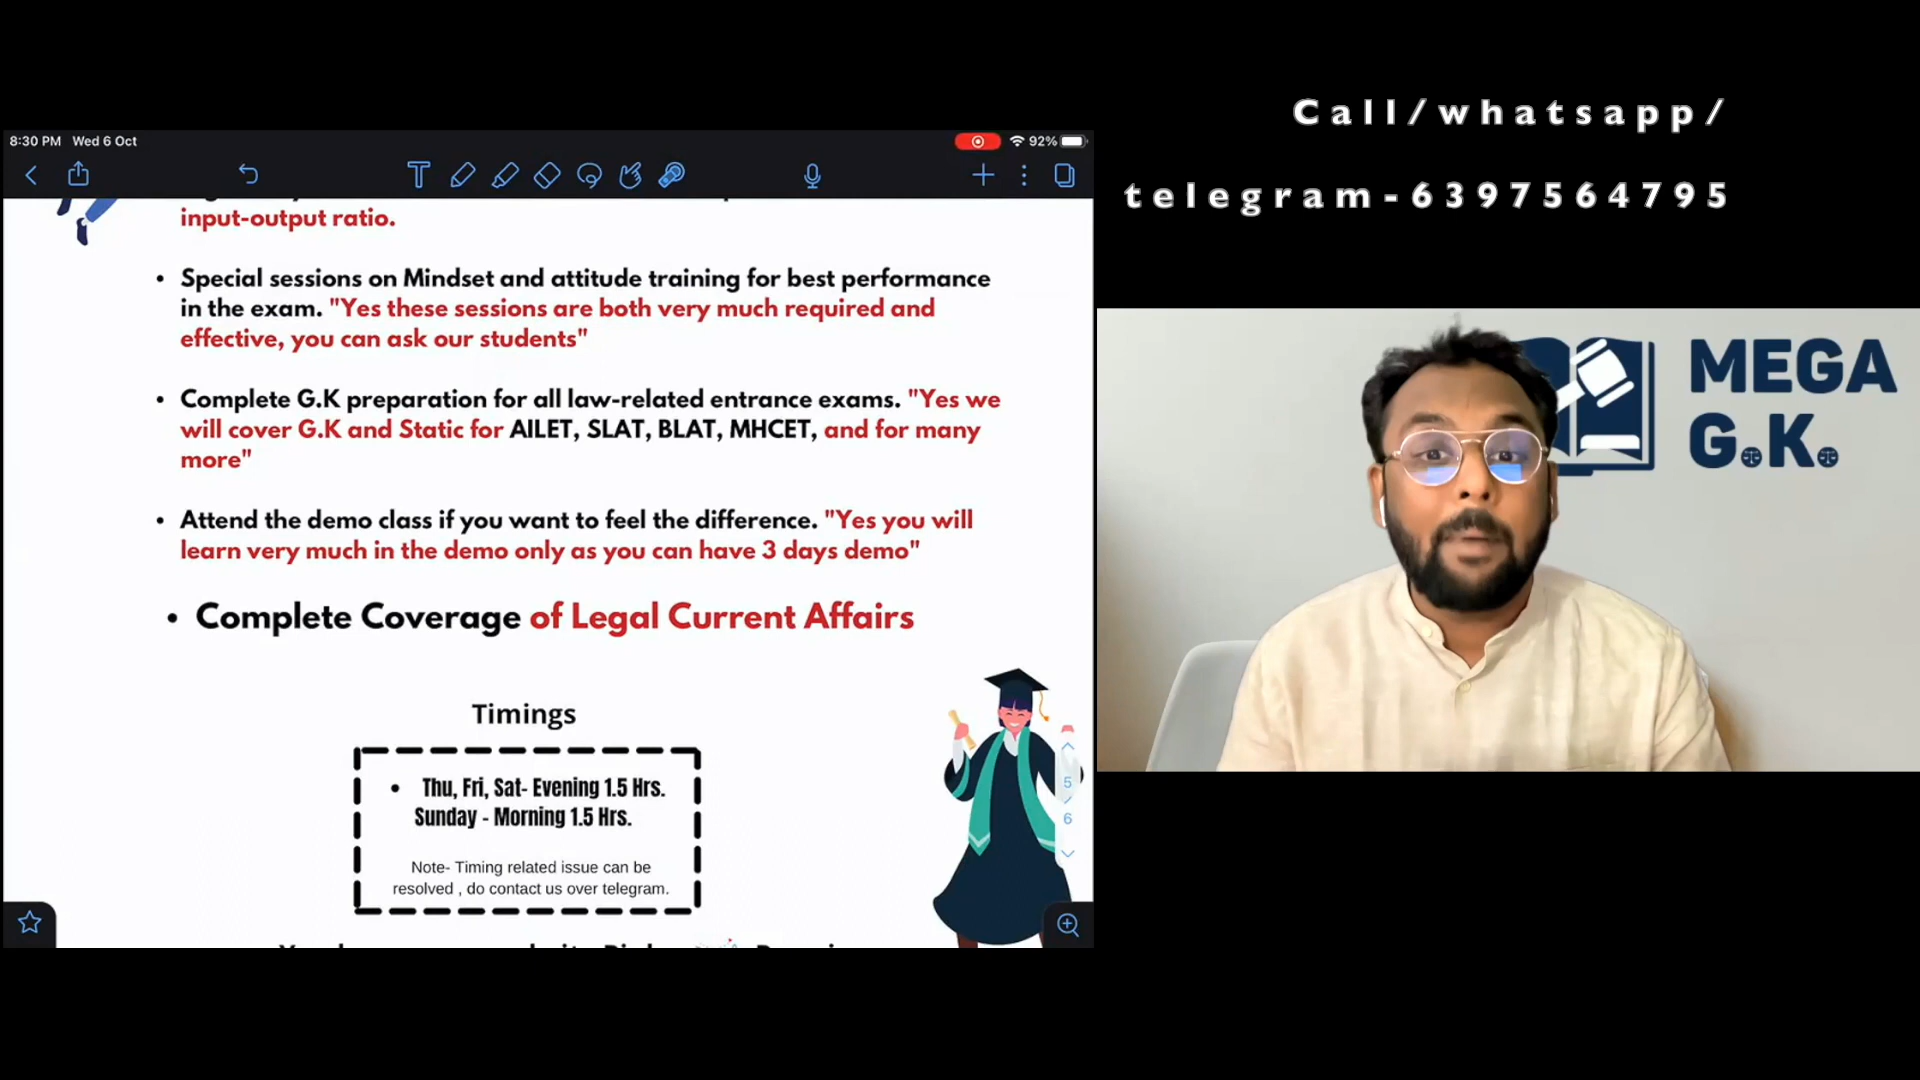 Call/whatsapp/
telegram-6397564795
8:30 PM Wed 6 Oct
92%
input-output ratio.
• Special sessions on Mindset and attitude training for best performance
in the exam. "Yes these sessions are both very much required and
effective, you can ask our students"
• Complete G.K preparation for all law-related entrance exams. "Yes we
will cover G.K and Static for AILET, SLAT, BLAT, MHCET, and for many
more"
• Attend the demo class if you want to feel the difference. "Yes you will
learn very much in the demo only as you can have 3 days demo"
• Complete Coverage of Legal Current Affairs
Timings
• Thu, Fri, Sat- Evening 1.5 Hrs.
Sunday - Morning 1.5 Hrs.
Note- Timing related issue can be
resolved , do contact us over telegram.
5
6
MEGA
G.K.